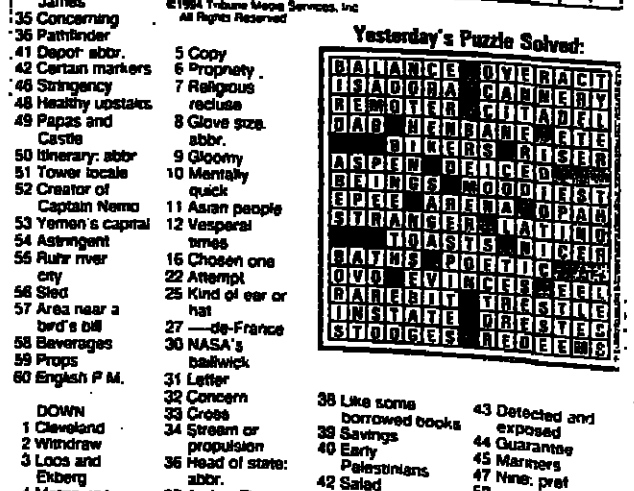 James
35 Concerning
36 Pathfinder
41 Depot abbr.
42 Certain markers
46 Stringency
48 Healthy upstairs
49 Papas and
Castle
50 Itinerary: abbr
51 Tower locale
52 Creator of
Captain Nemo
53 Yemen's capital
54 Astringent
55 Ruhr river
city
56 Sled
57 Area near a
bird's bill
58 Beverages
59 Props
60 English P M.
DOWN
1 Cleveland
2 Withdraw
3 Loos and
Ekberg
©1994 Tribune Media Services, Inc
All Rights Reserved
5 Copy
6 Propriety
7 Religious
recluse
8 Glove size.
abbr.
9 Gloomy
10 Mentally
quick
11 Asian people
12 Vesperal
times
16 Chosen one
22 Attempt
25 Kind of ear or
hat
27 —de-France
30 NASA's
bailiwick
31 Letter
32 Concern
33 Cross
34 Stream or
propulsion
36 Head of state:
abbr.
Yesterday's Puzzle Solved:
BALANCE OVERACT
ISADORA CANNERY
REMOTER CITADEL
DAB HENBANE ETE
BIKERS RISER
ASPEN DEICED
BEINGS MOODIEST
EPEE ARENA OPAH
STRANGER LATINO
TOASTS NICER
BATHS POETIC
OVO EVINCES EEL
RAREBIT TRESTLE
INSTATE ORESTES
STOOGES REDEEMS
38 Like some
borrowed books
39 Savings
40 Early
Palestinians
42 Salad
43 Detected and
exposed
44 Guarantee
45 Mariners
47 Nine: pref